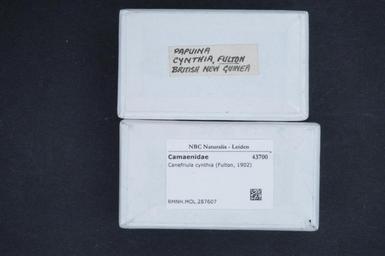 PAPUINA
CYNTHIA, FULTON
BRITISH NEW GUINEA
NBC Naturalis - Leiden
Camaenidae 43700
Canefriula cynthia (Fulton, 1902)
RMNH.MOL.287607